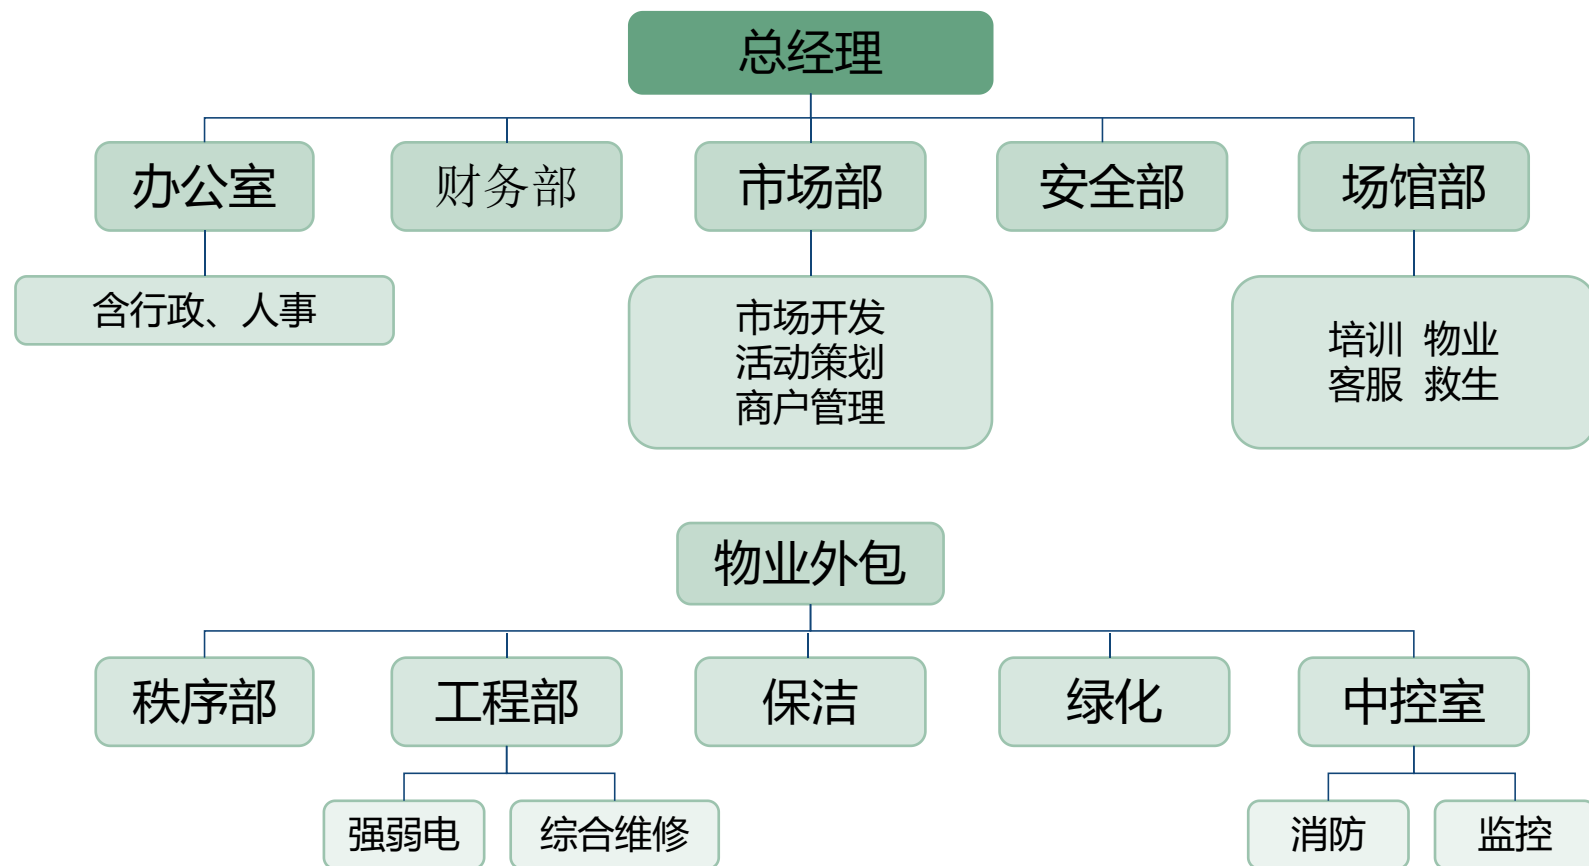 总经理
办公室
财务部
市场部
安全部
场馆部
含行政、人事
市场开发
活动策划
商户管理
培训 物业
客服 救生
物业外包
秩序部
工程部
保洁
绿化
中控室
强弱电
综合维修
消防
监控